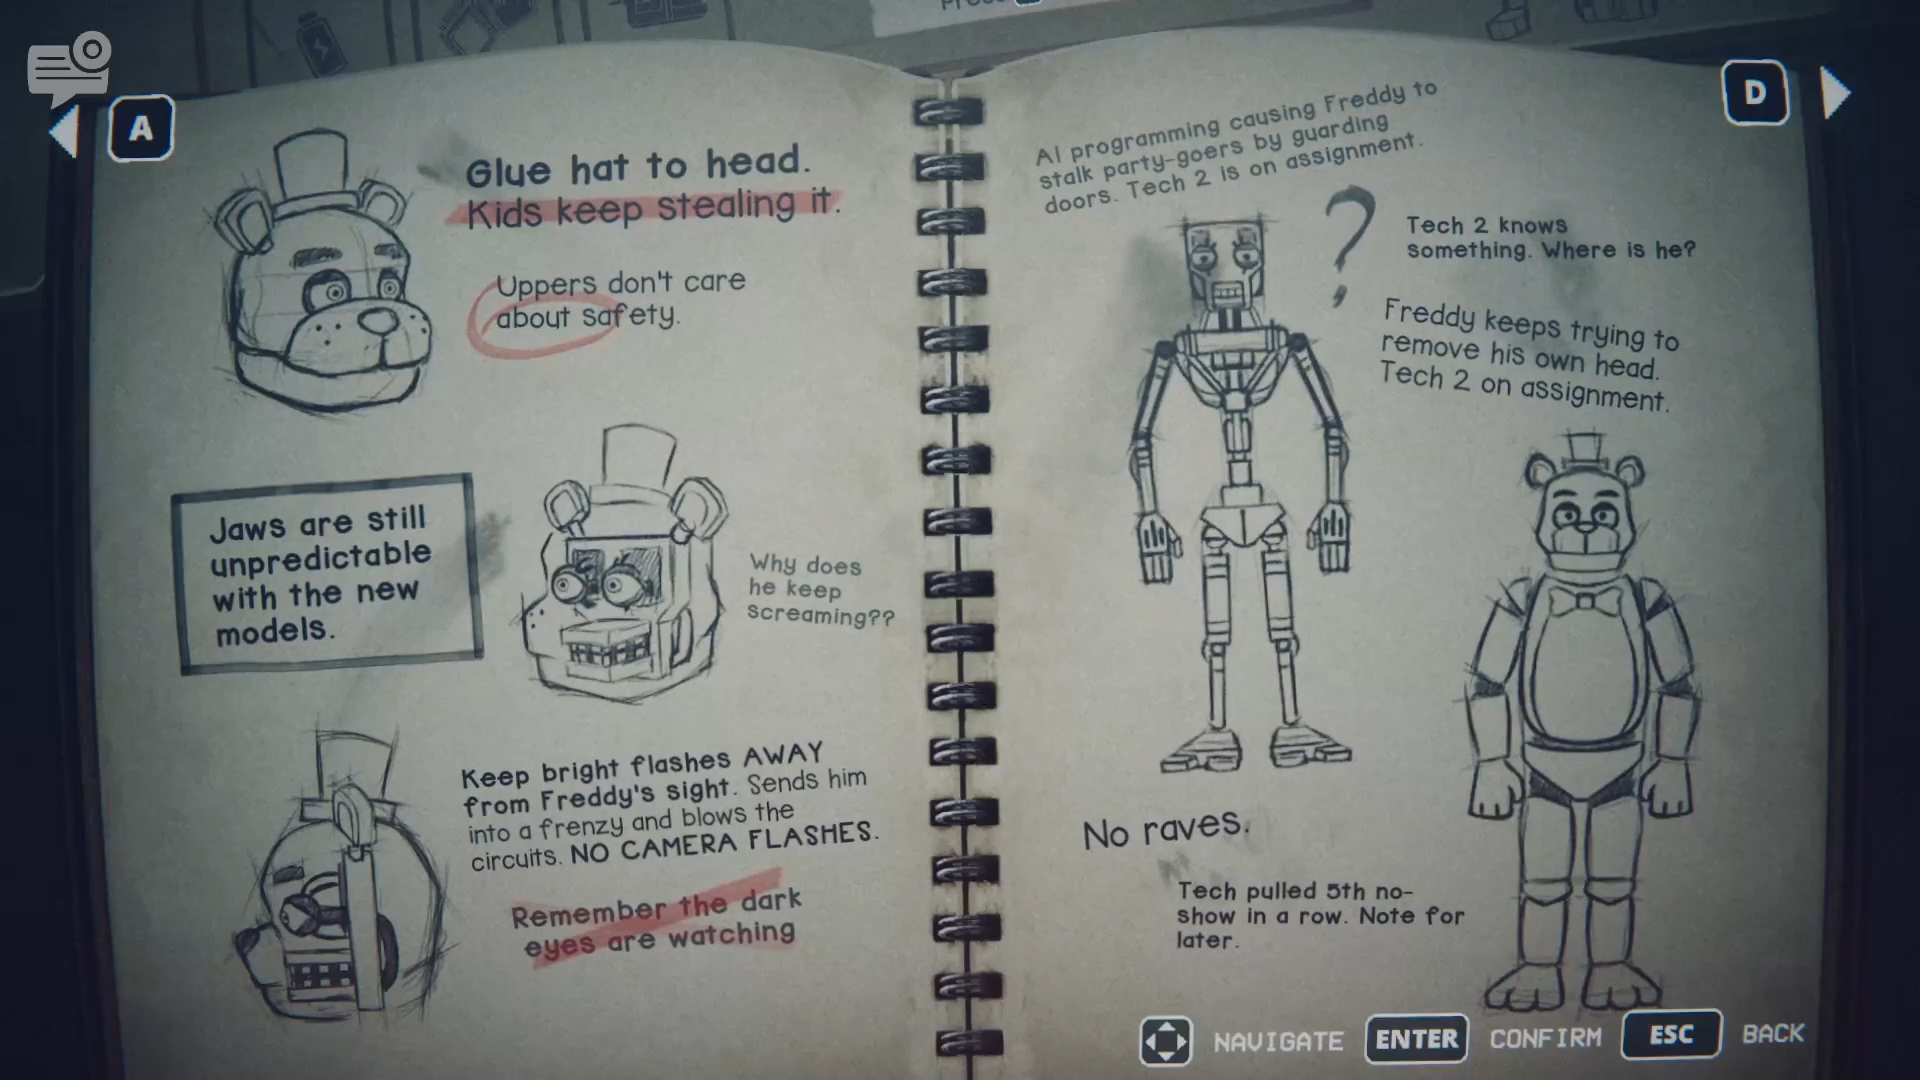 A
Glue hat to head.
Kids keep stealing it.
Uppers don't care
about safety.
Jaws are still
unpredictable
with the new
models.
Why does
he keep
screaming??
Keep bright flashes AWAY
from Freddy's sight. Sends him
into a frenzy and blows the
circuits. NO CAMERA FLASHES.
Remember the dark
eyes are watching
D
AI programming causing Freddy to
stalk party-goers by guarding
doors. Tech 2 is on assignment.
?
Tech 2 knows
something. Where is he?
Freddy keeps trying to
remove his own head.
Tech 2 on assignment.
No raves.
Tech pulled 5th no-
show in a row. Note for
later.
NAVIGATE ENTER CONFIRM ESC BACK